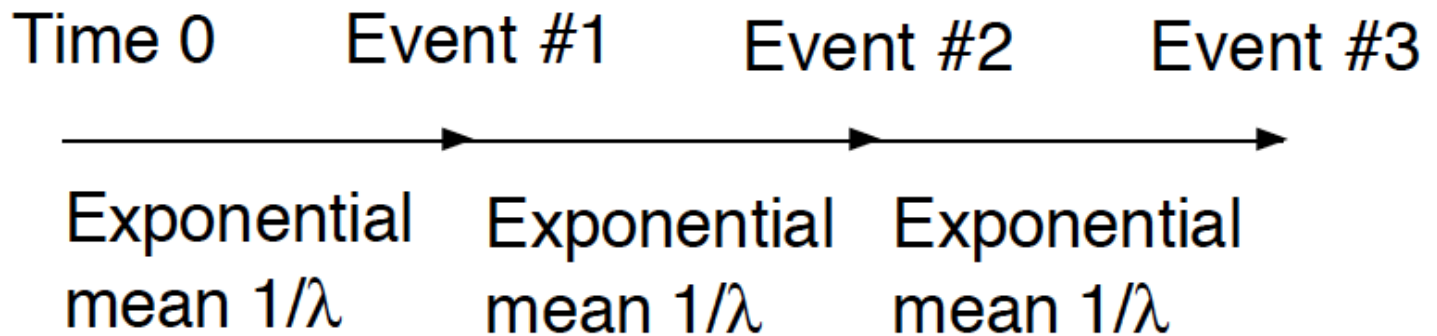 Time 0 Event #1 Event #2 Event #3
Exponential Exponential Exponential
mean 1/λ mean 1/λ mean 1/λ